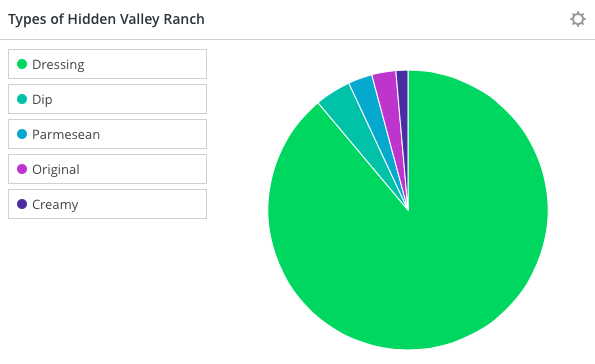 Types of Hidden Valley Ranch
Dressing
Dip
Parmesean
Original
Creamy